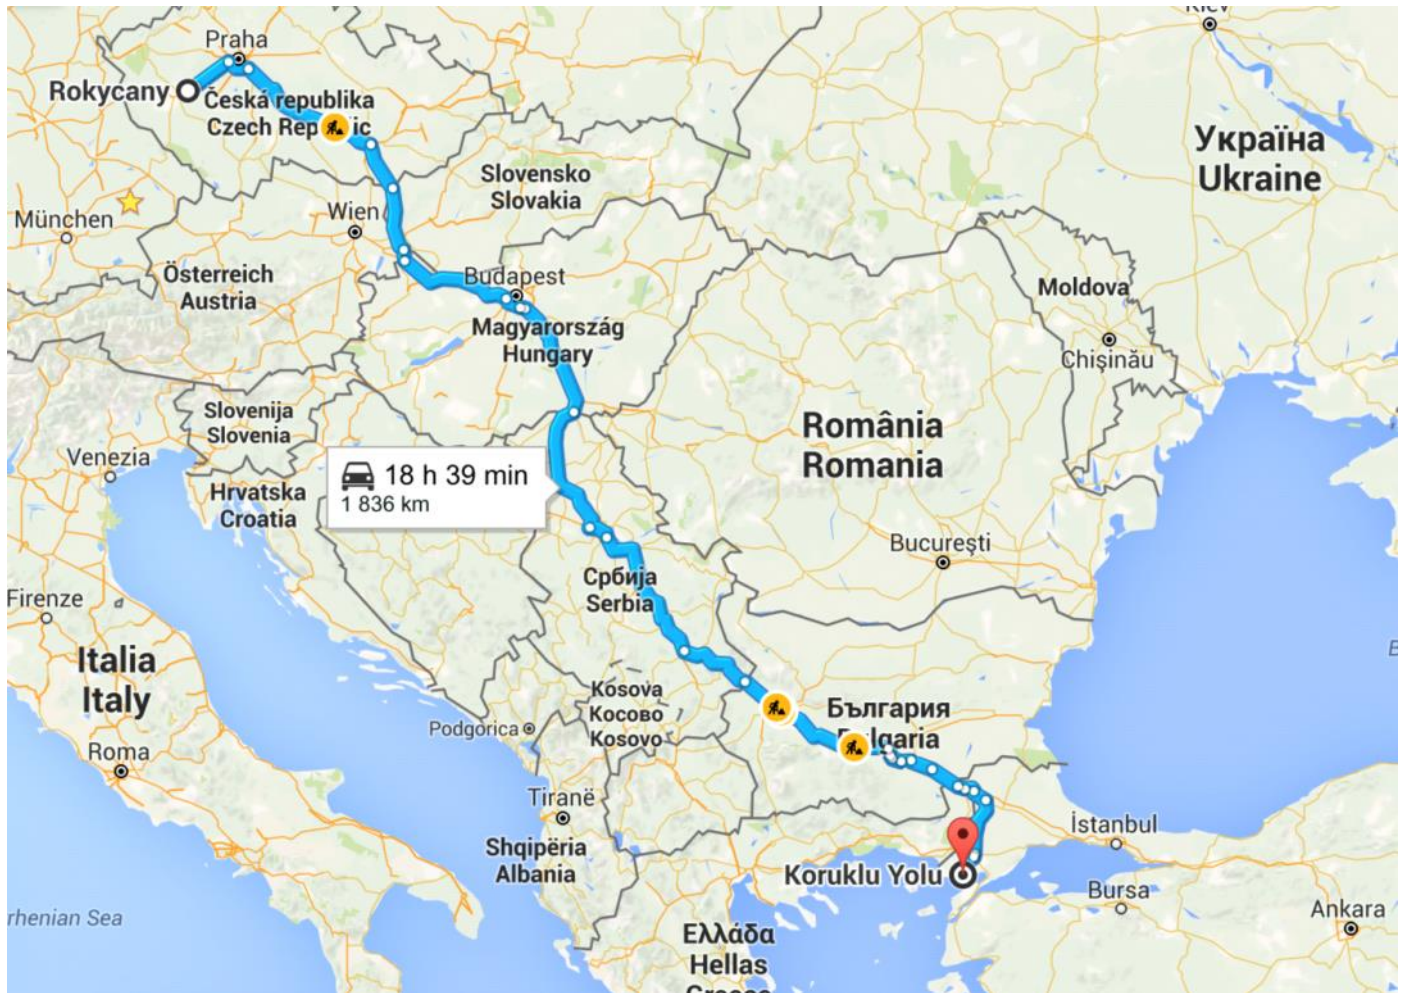 Kiev
Praha
Rokycany
Česká republika
Czech Rep ic
Україна
Ukraine
Slovensko
Slovakia
München
Wien
Österreich
Austria
Budapest
Moldova
Magyarország
Hungary
Chişinău
Slovenija
Slovenia
România
Romania
Venezia
18 h 39 min
1 836 km
Hrvatska
Croatia
Bucureşti
Србија
Serbia
Firenze
Italia
Italy
Kosova
Косово
Kosovo
България
Bulgaria
Podgorica
Roma
Tiranë
İstanbul
Shqipëria
Albania
Koruklu Yolu
Bursa
Ankara
rhenian Sea
Ελλάδα
Hellas
Greece